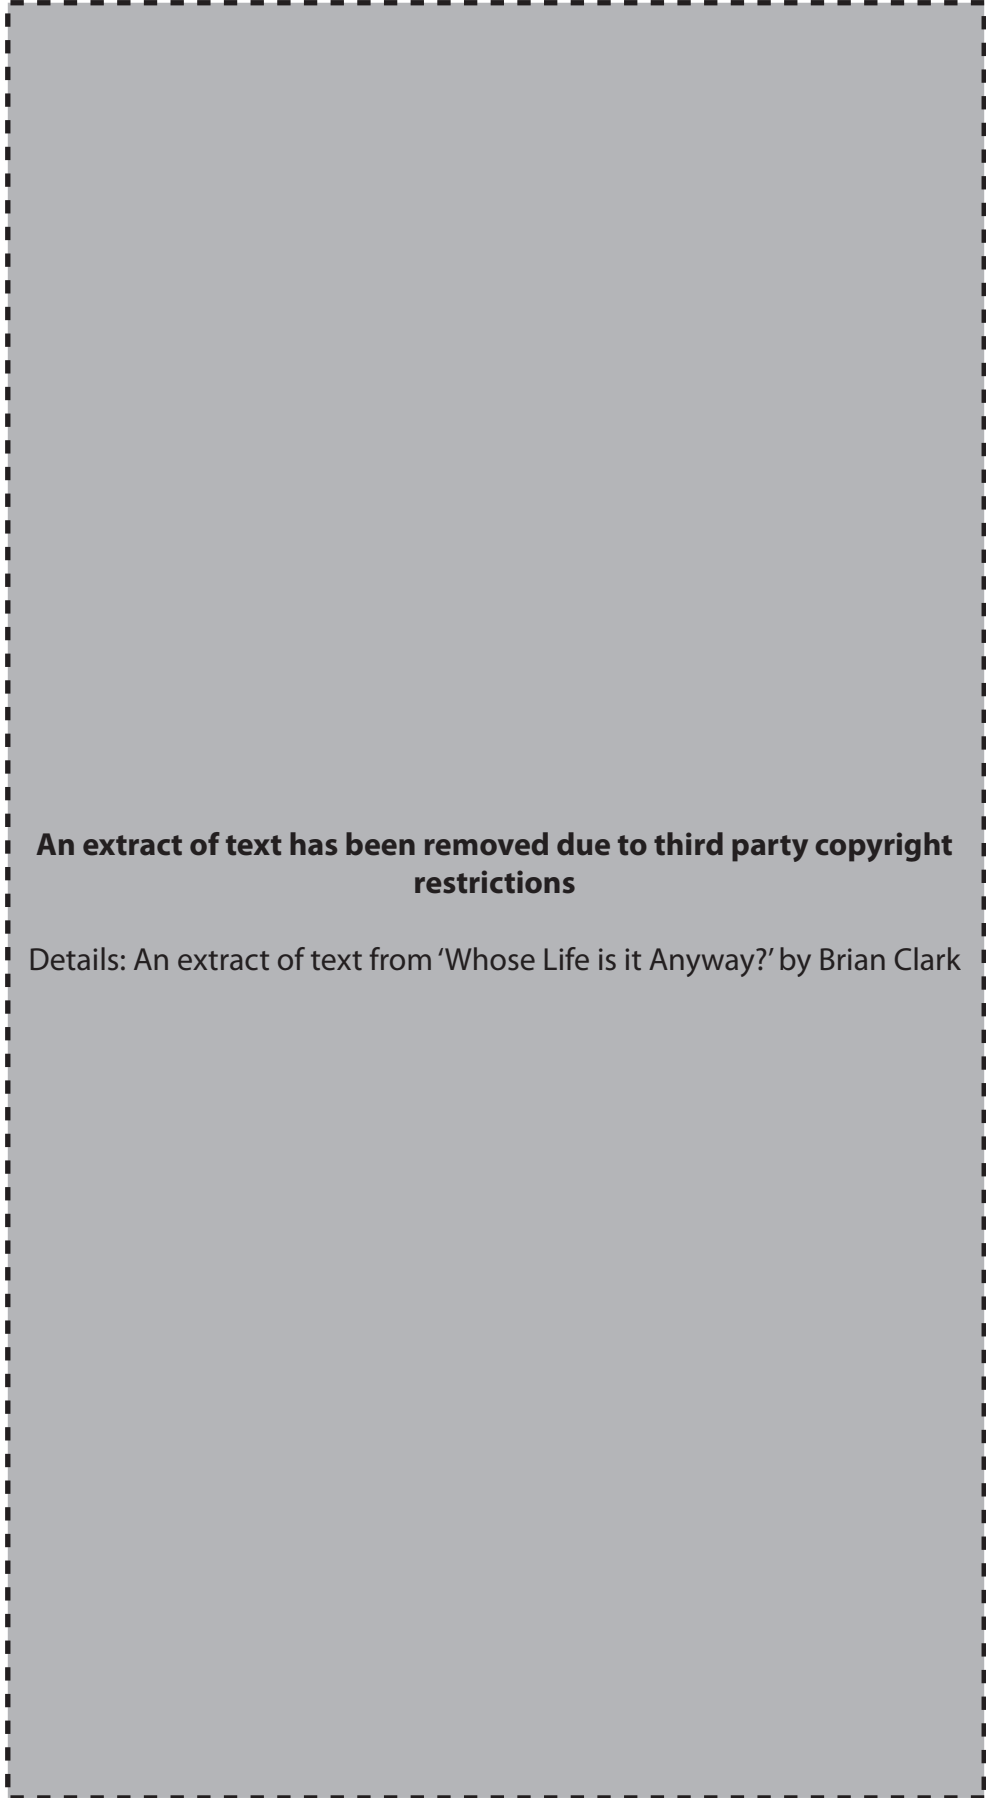 An extract of text has been removed due to third party copyright
restrictions
Details: An extract of text from ‘Whose Life is it Anyway?’ by Brian Clark